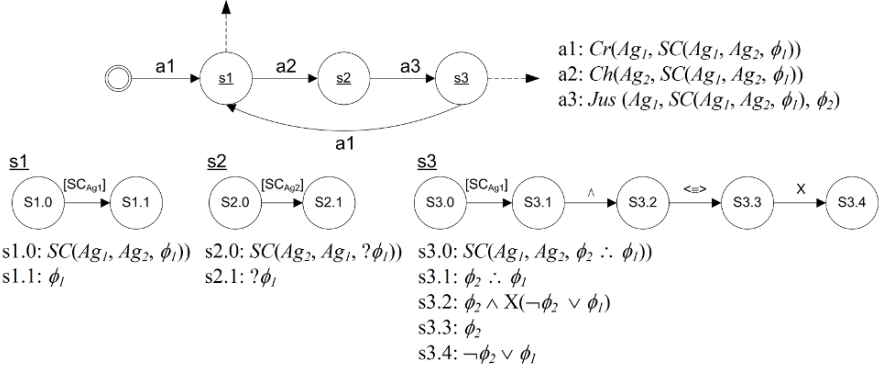 a1 a2 a3
s1 s2 s3
a1
a1: Cr(Ag₁, SC(Ag₁, Ag₂, ϕ₁))
a2: Ch(Ag₂, SC(Ag₁, Ag₂, ϕ₁))
a3: Jus (Ag₁, SC(Ag₁, Ag₂, ϕ₁), ϕ₂)
s1
[SC_Ag1]
S1.0 S1.1
s1.0: SC(Ag₁, Ag₂, ϕ₁))
s1.1: ϕ₁
s2
[SC_Ag2]
S2.0 S2.1
s2.0: SC(Ag₂, Ag₁, ?ϕ₁))
s2.1: ?ϕ₁
s3
[SC_Ag1] ∧ <=> X
S3.0 S3.1 S3.2 S3.3 S3.4
s3.0: SC(Ag₁, Ag₂, ϕ₂ ∴ ϕ₁))
s3.1: ϕ₂ ∴ ϕ₁
s3.2: ϕ₂ ∧ X(¬ϕ₂ ∨ ϕ₁)
s3.3: ϕ₂
s3.4: ¬ϕ₂ ∨ ϕ₁